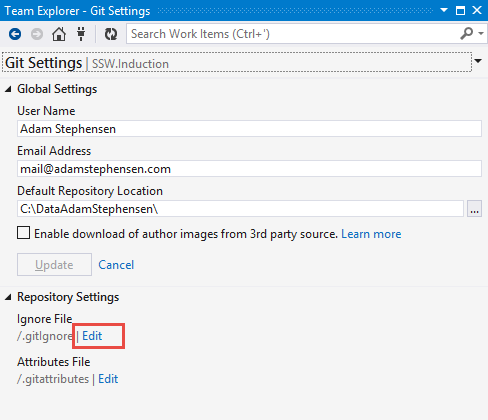 Team Explorer - Git Settings
Search Work Items (Ctrl+')
Git Settings | SSW.Induction
Global Settings
User Name
Adam Stephensen
Email Address
mail@adamstephensen.com
Default Repository Location
C:\DataAdamStephensen\
...
Enable download of author images from 3rd party source. Learn more
Update Cancel
Repository Settings
Ignore File
/.gitIgnore | Edit
Attributes File
/.gitattributes | Edit